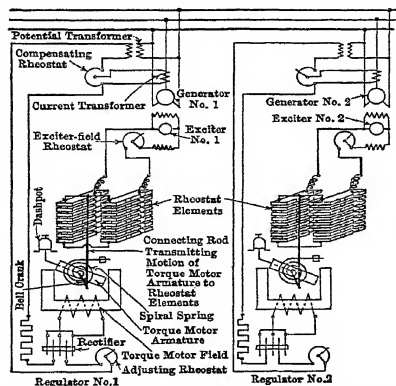 Potential Transformer
Compensating
Rheostat
Current Transformer
Generator
No. 1
Generator
No. 2
Exciter-field
Rheostat
Exciter
No. 1
Exciter No. 2
Rheostat
Elements
Dashpot
Connecting Rod
Transmitting
Motion of
Torque Motor
Armature to
Rheostat
Elements
Bell Crank
Spiral Spring
Torque Motor
Armature
Rectifier
Torque Motor Field
Adjusting Rheostat
Regulator No.1
Regulator No.2